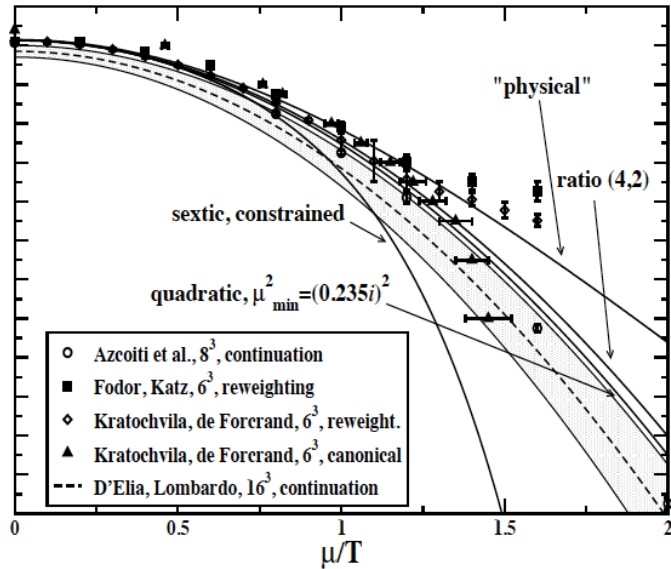 "physical"
ratio (4,2)
sextic, constrained
quadratic, μ²min=(0.235i)²
Azcoiti et al., 8³, continuation
Fodor, Katz, 6³, reweighting
Kratochvila, de Forcrand, 6³, reweight.
Kratochvila, de Forcrand, 6³, canonical
D'Elia, Lombardo, 16³, continuation
0 0.5 1 1.5 2
μ/T